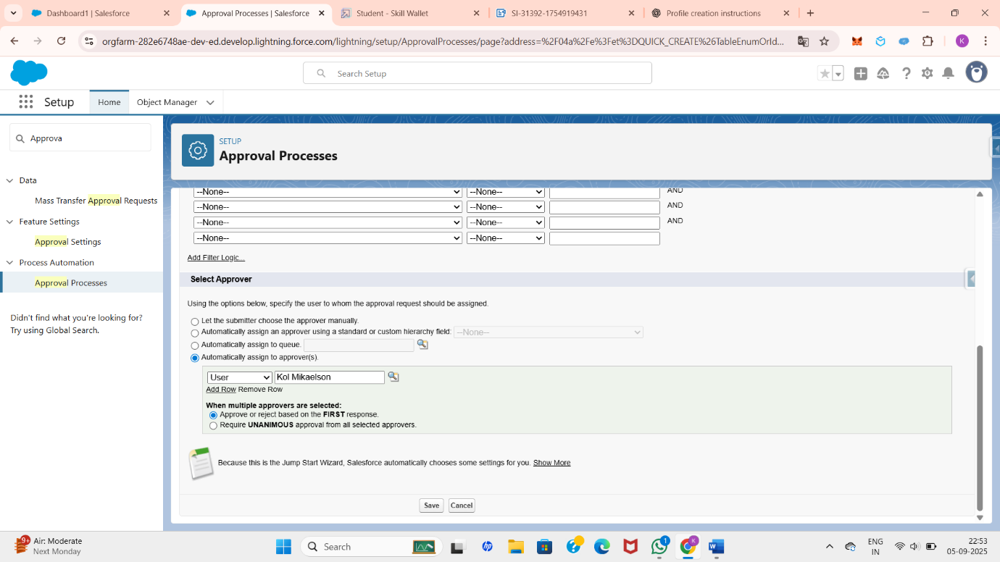 Dashboard1 | Salesforce
Approval Processes | Salesforce
Student - Skill Wallet
SI-31392-1754919431
Profile creation instructions
orgfarm-282e6748ae-dev-ed.develop.lightning.force.com/lightning/setup/ApprovalProcesses/page?address=%2F04a%2Fe%3Fet%3DQUICK_CREATE%26TableEnumOrId...
K
Search Setup
Setup
Home
Object Manager
Approva
SETUP
Approval Processes
Data
Mass Transfer Approval Requests
Feature Settings
Approval Settings
Process Automation
Approval Processes
Didn't find what you're looking for?
Try using Global Search.
--None-- --None-- AND
--None-- --None-- AND
--None-- --None-- AND
--None-- --None--
Add Filter Logic...
Select Approver
Using the options below, specify the user to whom the approval request should be assigned.
Let the submitter choose the approver manually.
Automatically assign an approver using a standard or custom hierarchy field: --None--
Automatically assign to queue.
Automatically assign to approver(s).
User Kol Mikaelson
Add Row Remove Row
When multiple approvers are selected:
Approve or reject based on the FIRST response.
Require UNANIMOUS approval from all selected approvers.
Because this is the Jump Start Wizard, Salesforce automatically chooses some settings for you. Show More
Save Cancel
9+
Air: Moderate
Next Monday
Search
hp
1
K
W
ENG
IN
22:53
05-09-2025